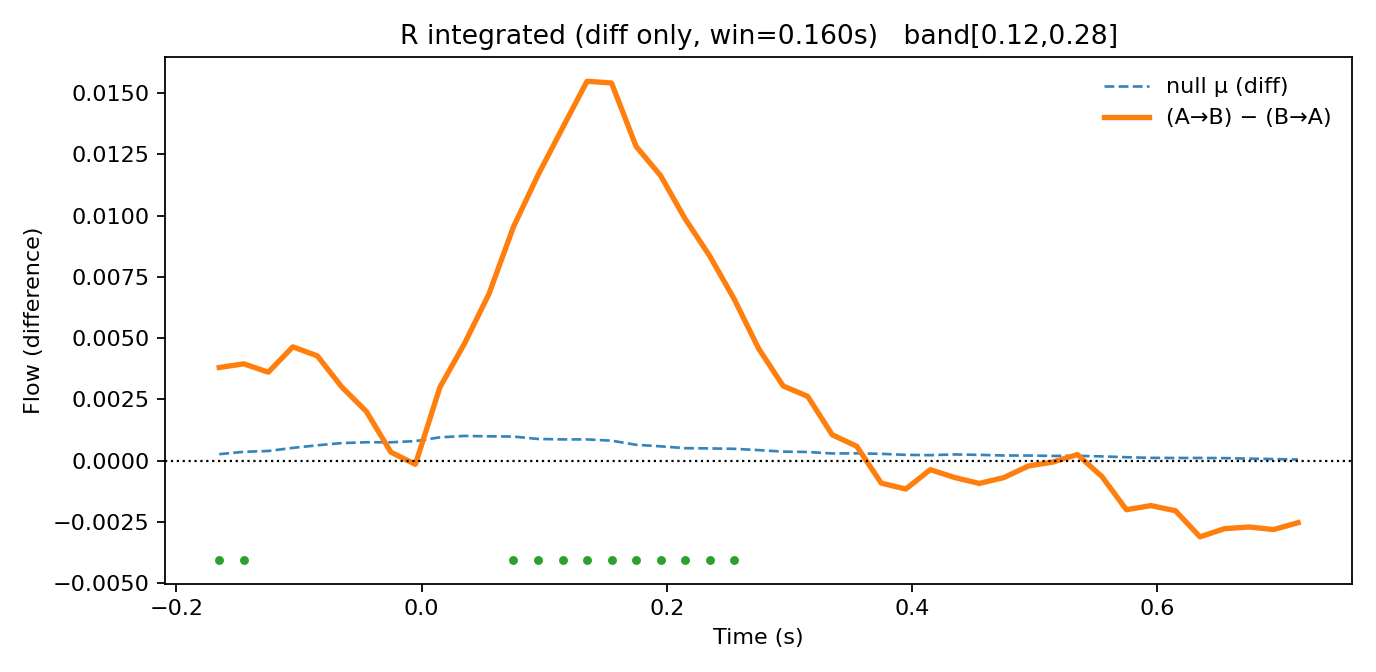 R integrated (diff only, win=0.160s)   band[0.12,0.28]
null μ (diff)
(A→B) − (B→A)
Flow (difference)
0.0150
0.0125
0.0100
0.0075
0.0050
0.0025
0.0000
−0.0025
−0.0050
−0.2
0.0
0.2
0.4
0.6
Time (s)